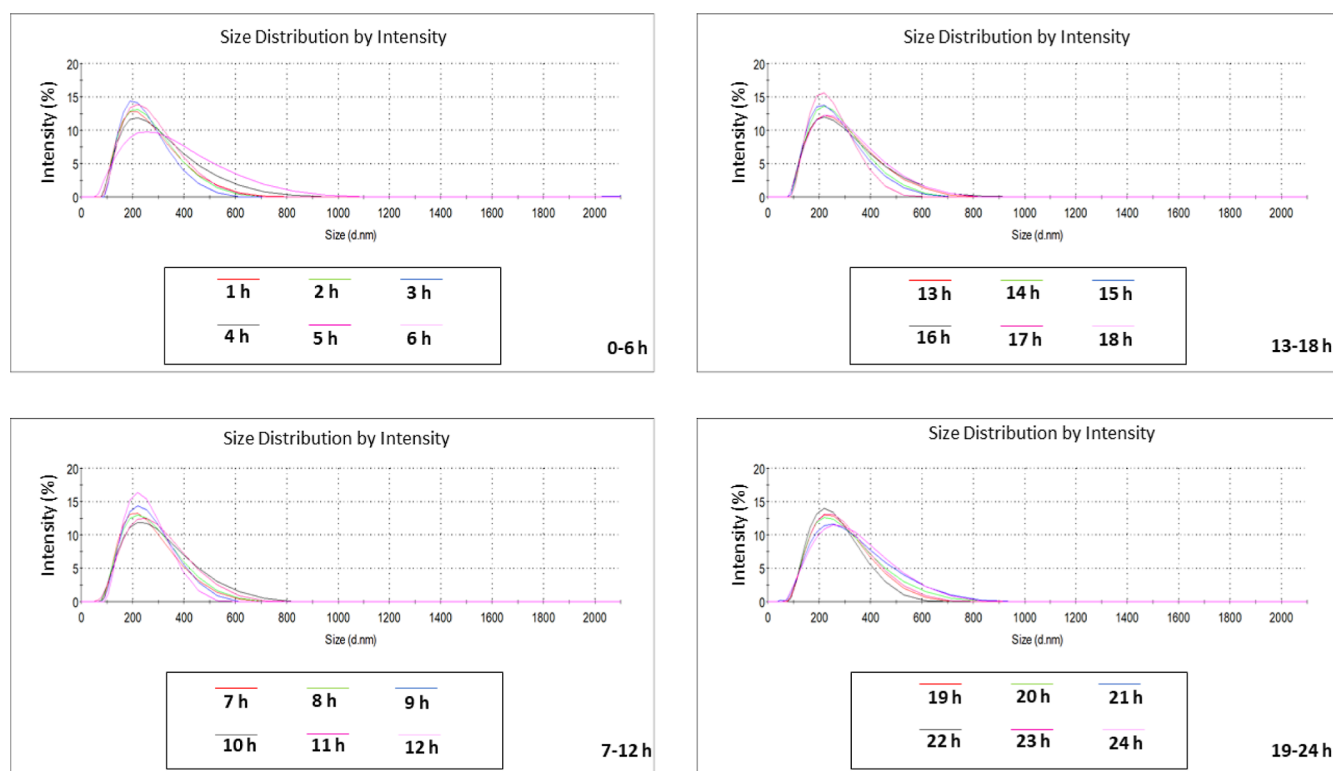 Size Distribution by Intensity
Intensity (%)
20
15
10
5
0
0 200 400 600 800 1000 1200 1400 1600 1800 2000
Size (d.nm)
1 h 2 h 3 h
4 h 5 h 6 h
0-6 h
Size Distribution by Intensity
Intensity (%)
20
15
10
5
0
0 200 400 600 800 1000 1200 1400 1600 1800 2000
Size (d.nm)
13 h 14 h 15 h
16 h 17 h 18 h
13-18 h
Size Distribution by Intensity
Intensity (%)
20
15
10
5
0
0 200 400 600 800 1000 1200 1400 1600 1800 2000
Size (d.nm)
7 h 8 h 9 h
10 h 11 h 12 h
7-12 h
Size Distribution by Intensity
Intensity (%)
20
15
10
5
0
0 200 400 600 800 1000 1200 1400 1600 1800 2000
Size (d.nm)
19 h 20 h 21 h
22 h 23 h 24 h
19-24 h